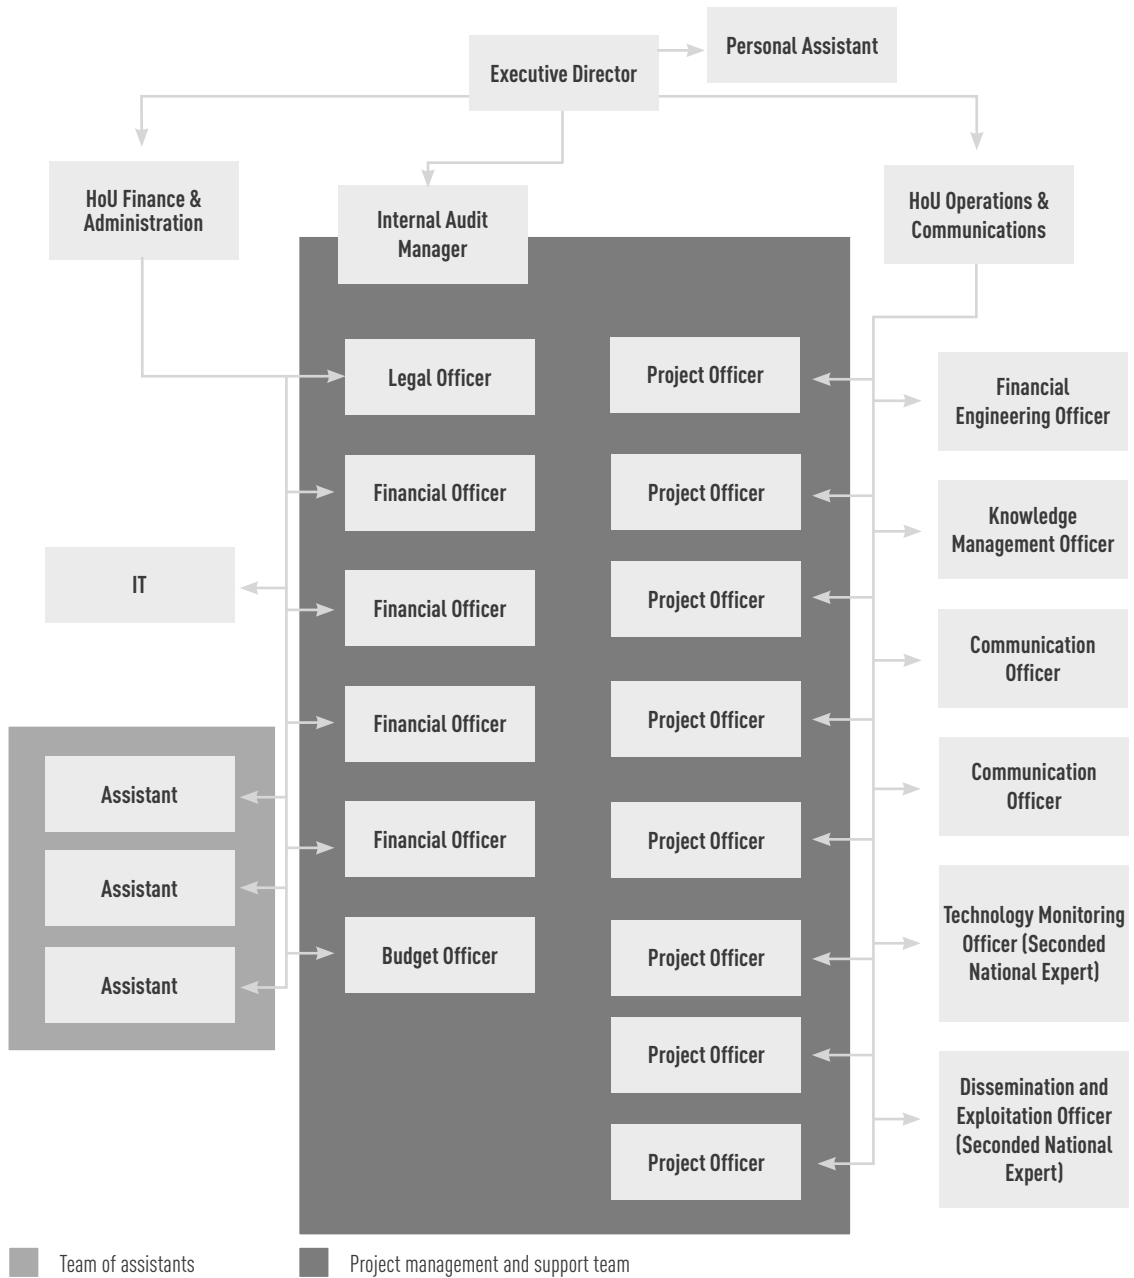 Personal Assistant
Executive Director
HoU Finance &
Administration
Internal Audit
Manager
HoU Operations &
Communications
Legal Officer
Financial Officer
Financial Officer
Financial Officer
Financial Officer
Budget Officer
IT
Assistant
Assistant
Assistant
Project Officer
Project Officer
Project Officer
Project Officer
Project Officer
Project Officer
Project Officer
Project Officer
Financial
Engineering Officer
Knowledge
Management Officer
Communication
Officer
Communication
Officer
Technology Monitoring
Officer (Seconded
National Expert)
Dissemination and
Exploitation Officer
(Seconded National
Expert)
Team of assistants
Project management and support team